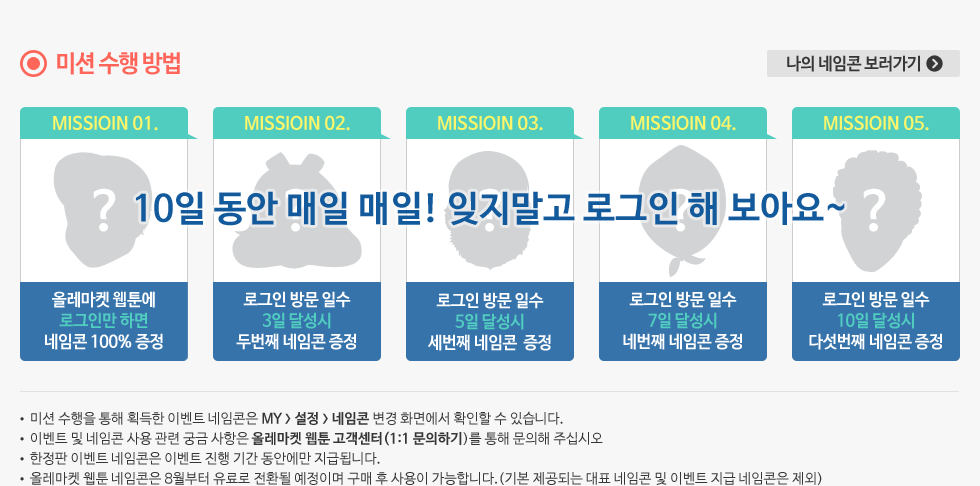 미션 수행 방법
나의 네임콘 보러가기
MISSIOIN 01.
MISSIOIN 02.
MISSIOIN 03.
MISSIOIN 04.
MISSIOIN 05.
?
?
10일 동안 매일 매일! 잊지말고 로그인 해 보아요~
올레마켓 웹툰에
로그인만 하면
네임콘 100% 증정
로그인 방문 일수
3일 달성시
두번째 네임콘 증정
로그인 방문 일수
5일 달성시
세번째 네임콘 증정
로그인 방문 일수
7일 달성시
네번째 네임콘 증정
로그인 방문 일수
10일 달성시
다섯번째 네임콘 증정
• 미션 수행을 통해 획득한 이벤트 네임콘은 MY > 설정 > 네임콘 변경 화면에서 확인할 수 있습니다.
• 이벤트 및 네임콘 사용 관련 궁금 사항은 올레마켓 웹툰 고객센터(1:1 문의하기)를 통해 문의해 주십시오
• 한정판 이벤트 네임콘은 이벤트 진행 기간 동안에만 지급됩니다.
• 올레마켓 웹툰 네임콘은 8월부터 유료로 전환될 예정이며 구매 후 사용이 가능합니다.(기본 제공되는 대표 네임콘 및 이벤트 지급 네임콘은 제외)